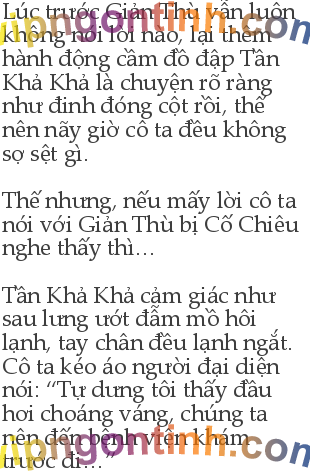 Lúc trước Giản Thù vẫn luôn
không nói lời nào, lại thêm
hành động cầm đồ đập Tần
Khả Khả là chuyện rõ ràng
như đinh đóng cột rồi, thế
nên nãy giờ cô ta đều không
sợ sệt gì.
Thế nhưng, nếu mấy lời cô ta
nói với Giản Thù bị Cố Chiêu
nghe thấy thì...
Tần Khả Khả cảm giác như
sau lưng ướt đẫm mồ hôi
lạnh, tay chân đều lạnh ngắt.
Cô ta kéo áo người đại diện
nói: “Tự dưng tôi thấy đầu
hơi choáng váng, chúng ta
nên đến bệnh viện khám
trước đi...”
vipngontinh.com
vipngontinh.com